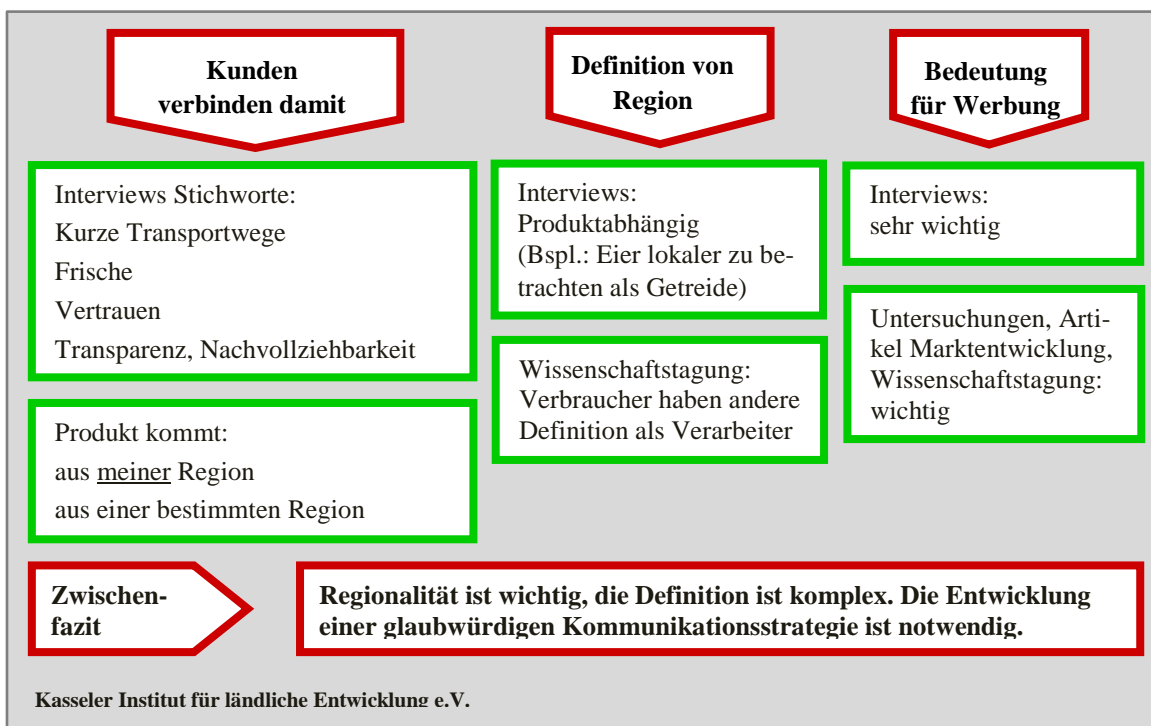 Kunden
verbinden damit
Interviews Stichworte:
Kurze Transportwege
Frische
Vertrauen
Transparenz, Nachvollziehbarkeit
Produkt kommt:
aus meiner Region
aus einer bestimmten Region
Definition von
Region
Interviews:
Produktabhängig
(Bspl.: Eier lokaler zu be-
trachten als Getreide)
Wissenschaftstagung:
Verbraucher haben andere
Definition als Verarbeiter
Bedeutung
für Werbung
Interviews:
sehr wichtig
Untersuchungen, Arti-
kel Marktentwicklung,
Wissenschaftstagung:
wichtig
Zwischen-
fazit
Regionalität ist wichtig, die Definition ist komplex. Die Entwicklung
einer glaubwürdigen Kommunikationsstrategie ist notwendig.
Kasseler Institut für ländliche Entwicklung e.V.